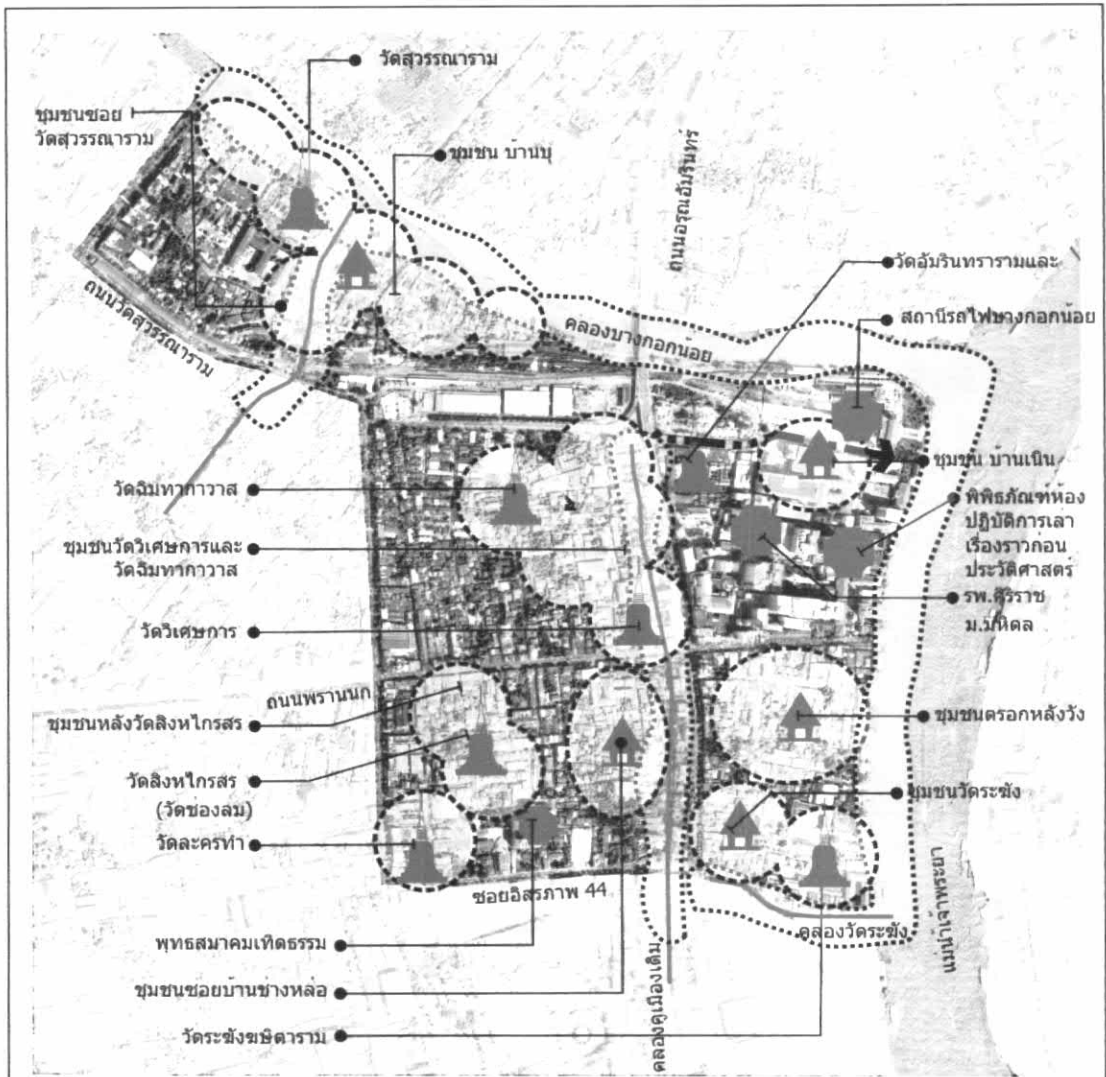 วัดสุวรรณาราม
ชุมชนซอย
วัดสุวรรณาราม
ชุมชน บ้านบุ
ถนนอรุณอัมรินทร์
วัดอัมรินทรารามและ
สถานีรถไฟบางกอกน้อย
ถนนวัดสุวรรณาราม
คลองบางกอกน้อย
ชุมชน บ้านเนิน
วัดฉิมทากาวาส
พิพิธภัณฑ์ห้อง
ปฏิบัติการเล่า
เรื่องราวก่อน
ประวัติศาสตร์
ชุมชนวัดวิเศษการและ
วัดฉิมทากาวาส
รพ.ศิริราช
ม.มหิดล
วัดวิเศษการ
ถนนพรานนก
ชุมชนหลังวัดสิงหไกรสร
ชุมชนตรอกหลังวัง
วัดสิงหไกรสร
(วัดช่องลม)
ชุมชนวัดระฆัง
วัดละครทำ
ซอยอิสรภาพ 44
คลองวัดระฆัง
แม่น้ำเจ้าพระยา
พุทธสมาคมเทิดธรรม
ชุมชนซอยบ้านช่างหล่อ
คลองคูเมืองเดิม
วัดระฆังโฆษิตาราม